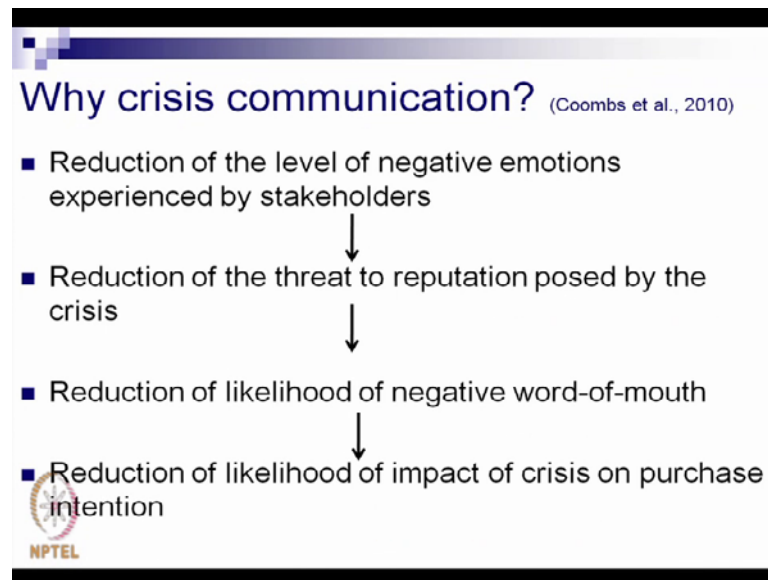 Why crisis communication? (Coombs et al., 2010)
Reduction of the level of negative emotions
experienced by stakeholders
Reduction of the threat to reputation posed by the
crisis
Reduction of likelihood of negative word-of-mouth
Reduction of likelihood of impact of crisis on purchase
intention
NPTEL